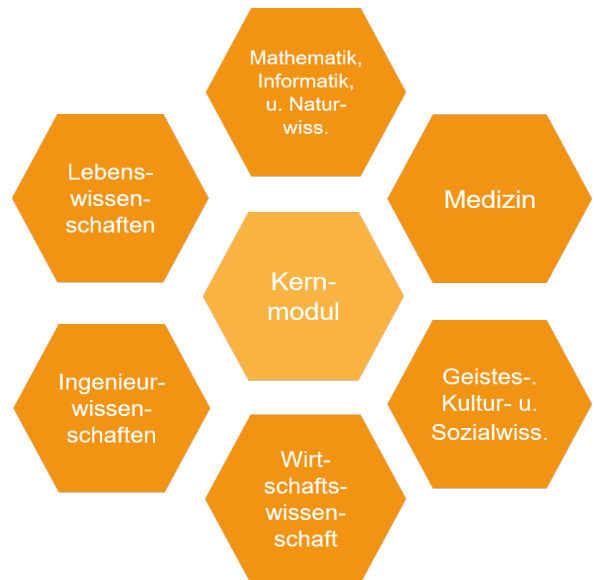 Mathematik,
Informatik,
u. Natur-
wiss.
Lebens-
wissen-
schaften
Medizin
Kern-
modul
Ingenieur-
wissen-
schaften
Geistes-.
Kultur- u.
Sozialwiss.
Wirt-
schafts-
wissen-
schaft